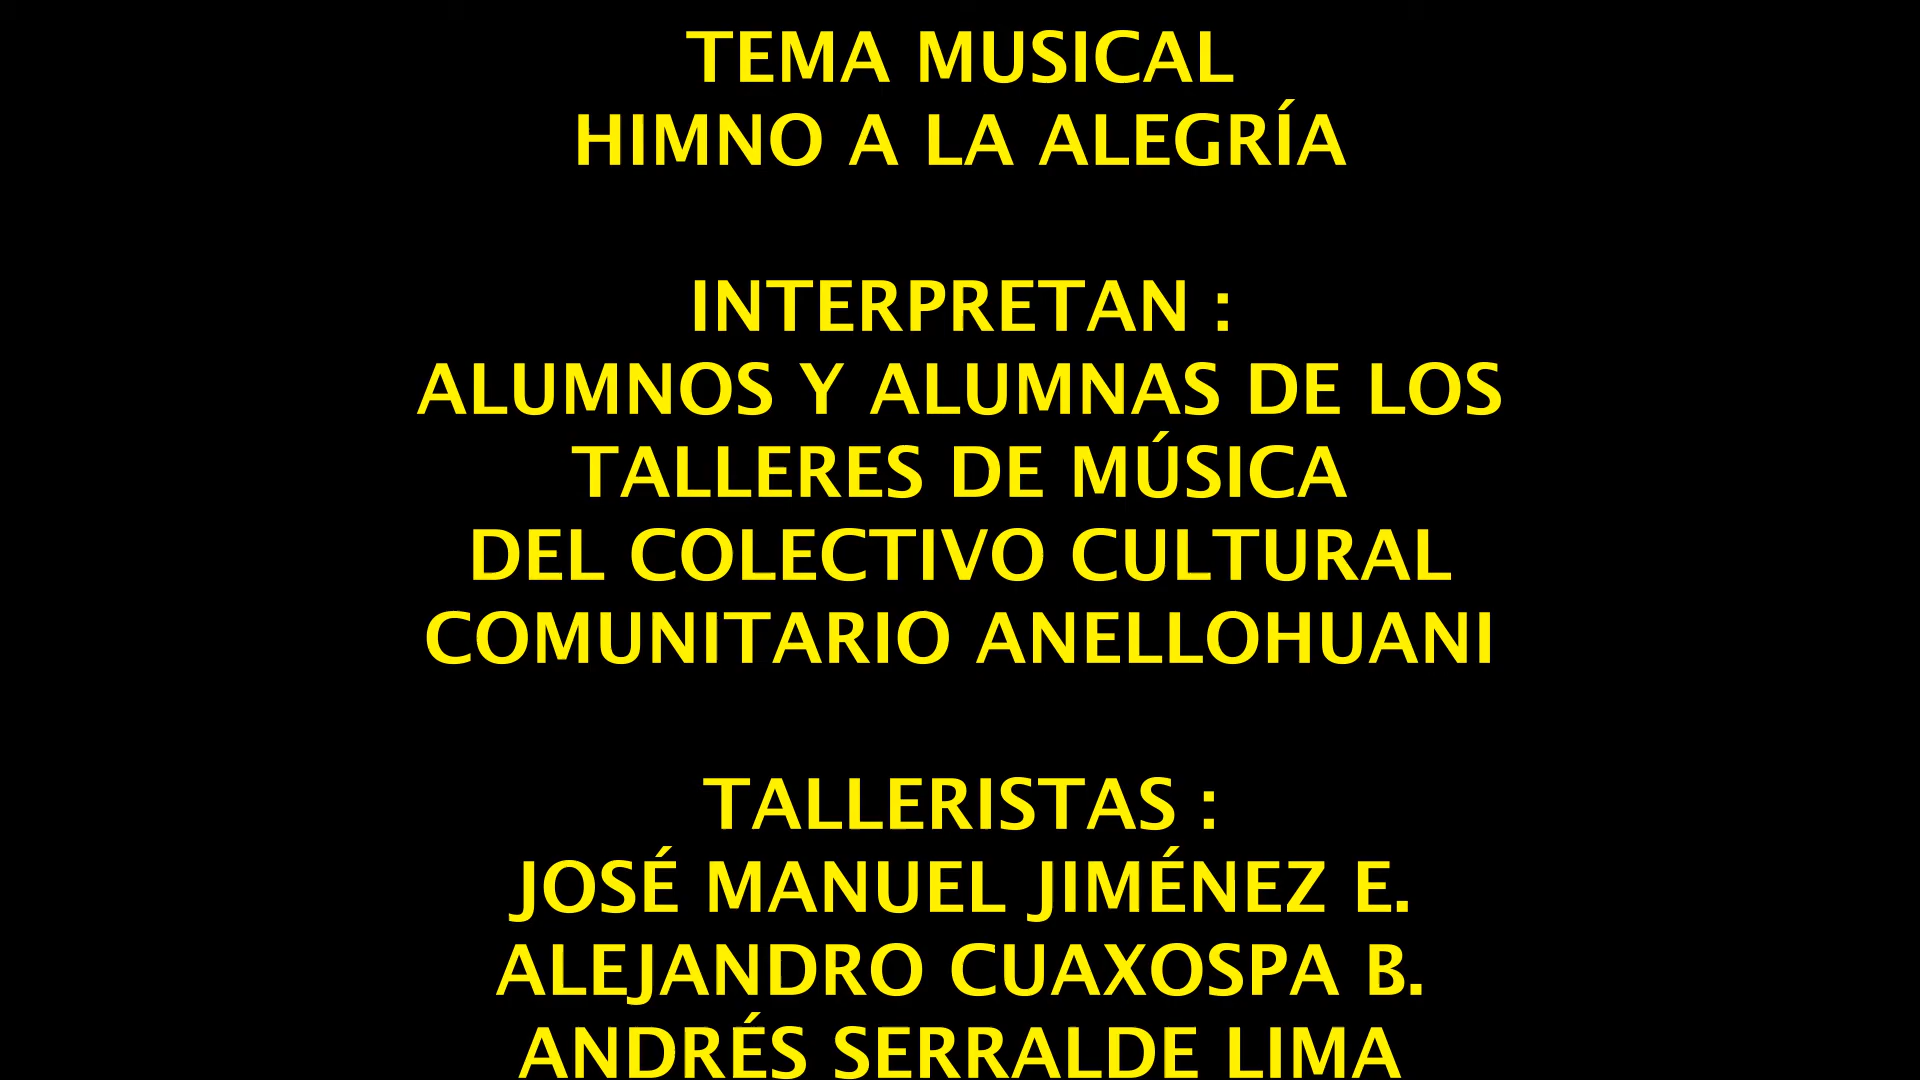 TEMA MUSICAL
HIMNO A LA ALEGRÍA
INTERPRETAN :
ALUMNOS Y ALUMNAS DE LOS
TALLERES DE MÚSICA
DEL COLECTIVO CULTURAL
COMUNITARIO ANELLOHUANI
TALLERISTAS :
JOSÉ MANUEL JIMÉNEZ E.
ALEJANDRO CUAXOSPA B.
ANDRÉS SERRALDE LIMA